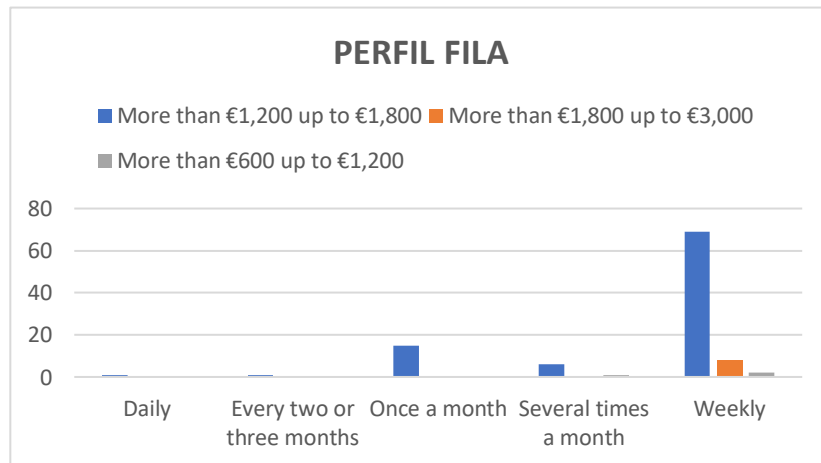 PERFIL FILA
More than €1,200 up to €1,800 More than €1,800 up to €3,000
More than €600 up to €1,200
80
60
40
20
0
Daily Every two or Once a month Several times Weekly
three months a month